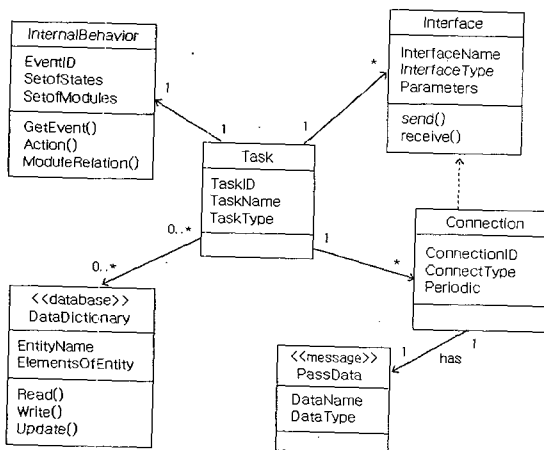 InternalBehavior
EventID
SetofStates
SetofModules
GetEvent()
Action()
ModuleRelation()
Interface
InterfaceName
InterfaceType
Parameters
send()
receive()
1
1
1
*
Task
TaskID
TaskName
TaskType
0..*
0..*
1
*
Connection
ConnectionID
ConnectType
Periodic
<<database>>
DataDictionary
EntityName
ElementsOfEntity
Read()
Write()
Update()
1
has
1
<<message>>
PassData
DataName
DataType